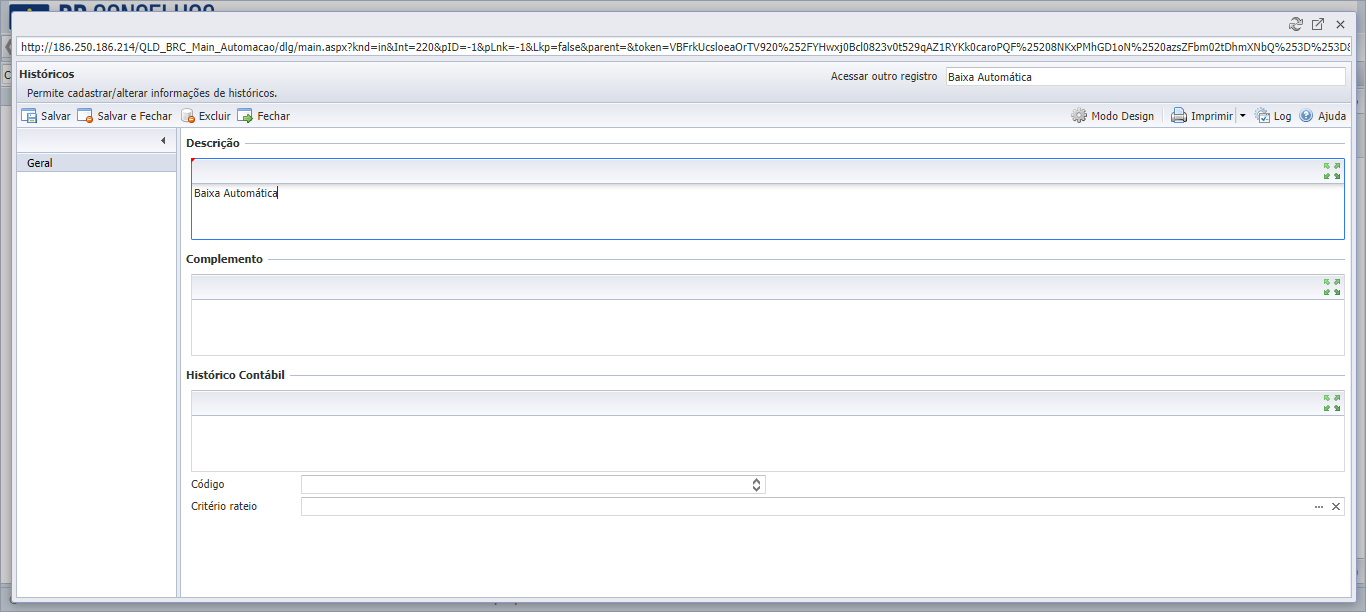 http://186.250.186.214/QLD_BRC_Main_Automacao/dlg/main.aspx?knd=in&Int=220&pID=-1&pLnk=-1&Lkp=false&parent=&token=VBFrkUcsloeaOrTV920%252FYHwxj0Bcl0823v0t529qAZ1RYKk0caroPQF%25208NKxPMhGD1oN%2520azsZFbm02tDhmXNbQ%253D%253D&
Históricos
Acessar outro registro Baixa Automática
Permite cadastrar/alterar informações de históricos.
Salvar Salvar e Fechar Excluir Fechar Modo Design Imprimir Log Ajuda
Geral
Descrição
Baixa Automática
Complemento
Histórico Contábil
Código
Critério rateio